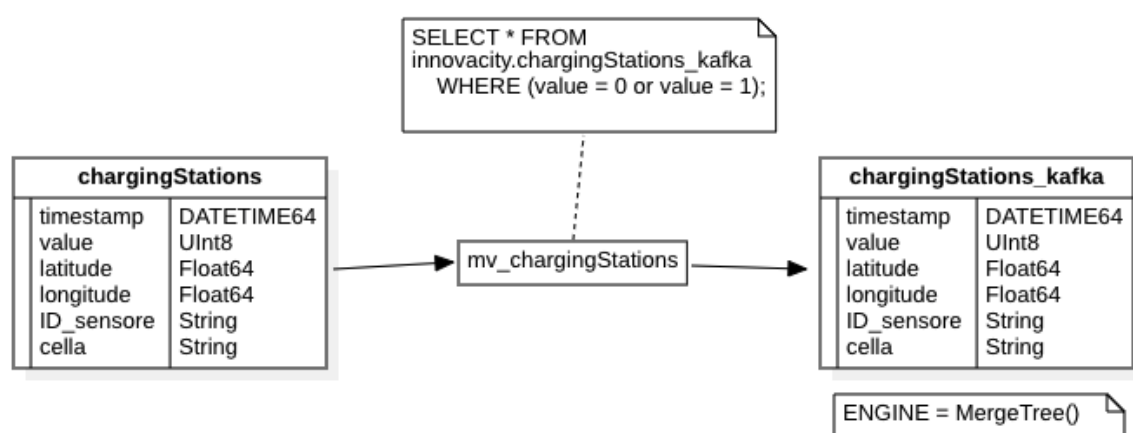 SELECT * FROM
innovacity.chargingStations_kafka
WHERE (value = 0 or value = 1);
chargingStations
timestamp DATETIME64
value UInt8
latitude Float64
longitude Float64
ID_sensore String
cella String
mv_chargingStations
chargingStations_kafka
timestamp DATETIME64
value UInt8
latitude Float64
longitude Float64
ID_sensore String
cella String
ENGINE = MergeTree()